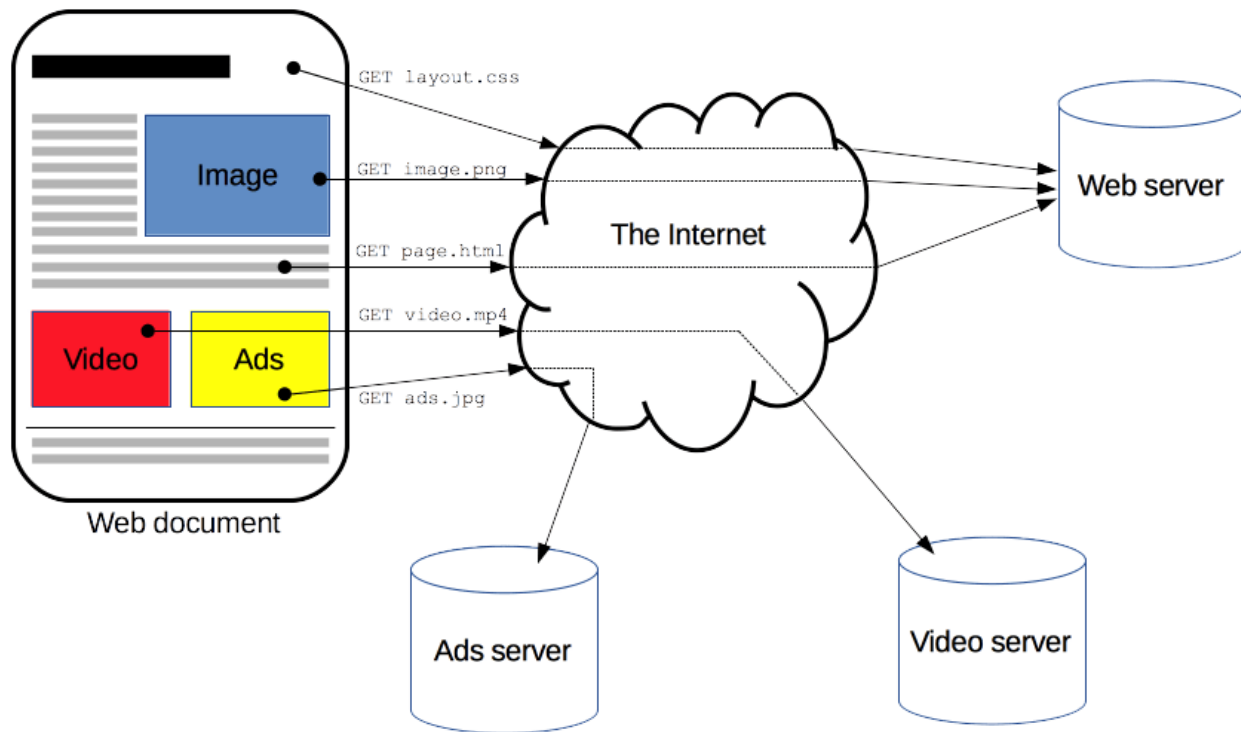 GET layout.css
Image
GET image.png
Web server
The Internet
GET page.html
GET video.mp4
Video
Ads
GET ads.jpg
Web document
Ads server
Video server